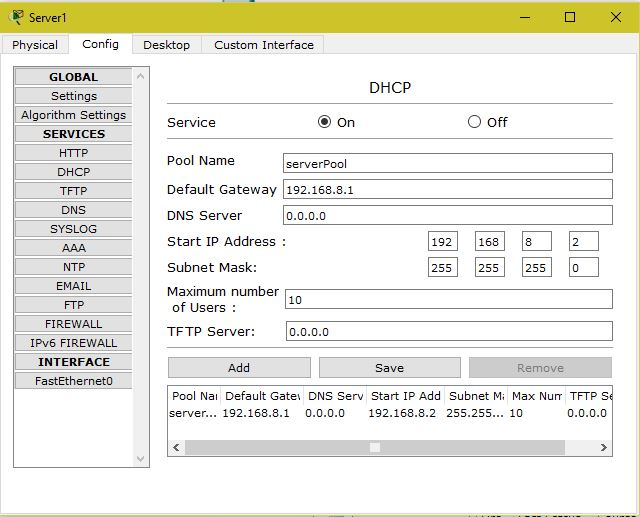 Server1
Physical Config Desktop Custom Interface
GLOBAL
Settings
Algorithm Settings
SERVICES
HTTP
DHCP
TFTP
DNS
SYSLOG
AAA
NTP
EMAIL
FTP
FIREWALL
IPv6 FIREWALL
INTERFACE
FastEthernet0
DHCP
Service On Off
Pool Name serverPool
Default Gateway 192.168.8.1
DNS Server 0.0.0.0
Start IP Address : 192 168 8 2
Subnet Mask: 255 255 255 0
Maximum number
of Users : 10
TFTP Server: 0.0.0.0
Add Save Remove
Pool Nar Default Gatew DNS Serv Start IP Add Subnet Ma Max Num TFTP Se
server... 192.168.8.1 0.0.0.0 192.168.8.2 255.255... 10 0.0.0.0